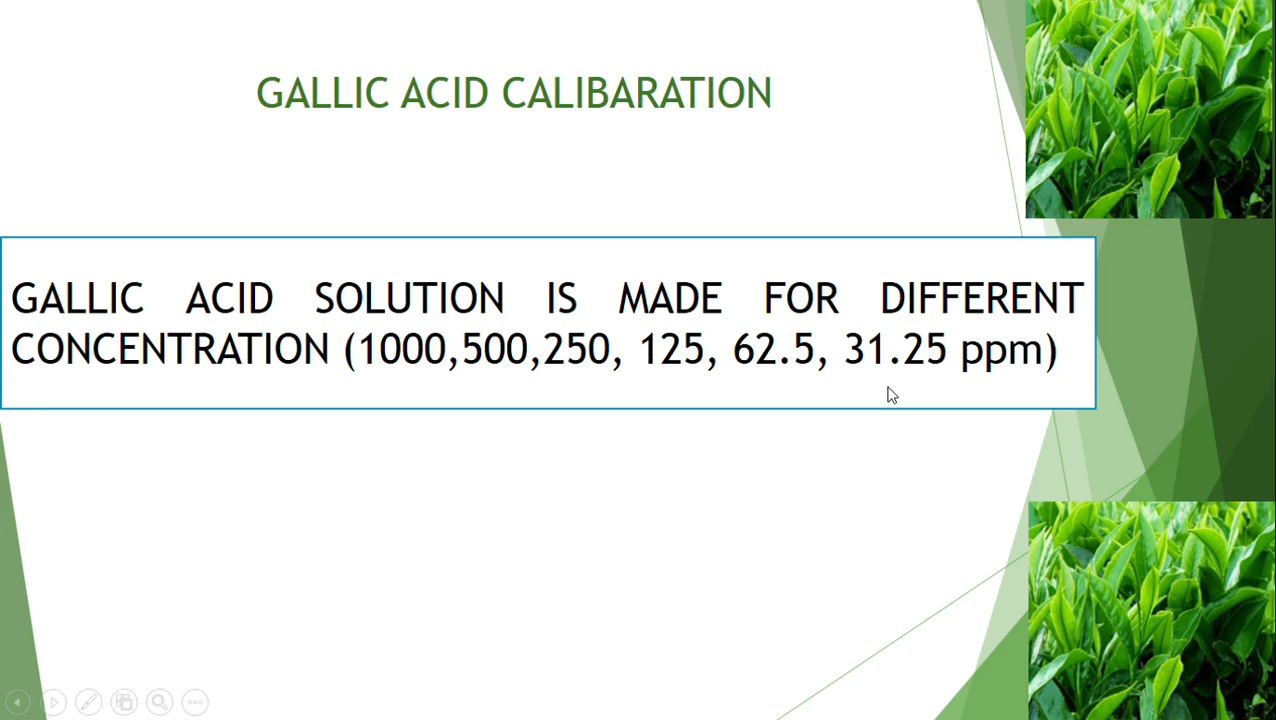 GALLIC ACID CALIBARATION
GALLIC ACID SOLUTION IS MADE FOR DIFFERENT
CONCENTRATION (1000,500,250, 125, 62.5, 31.25 ppm)